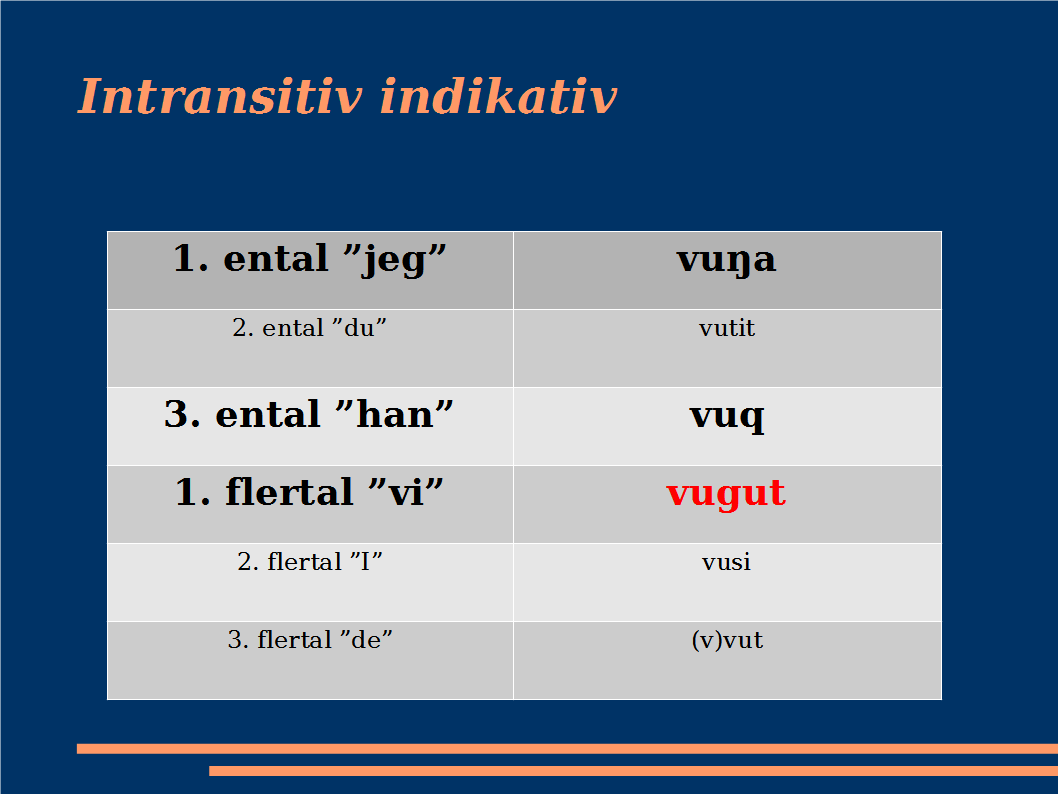 Intransitiv indikativ
1. ental ”jeg” vuŋa
2. ental ”du” vutit
3. ental ”han” vuq
1. flertal ”vi” vugut
2. flertal ”I” vusi
3. flertal ”de” (v)vut